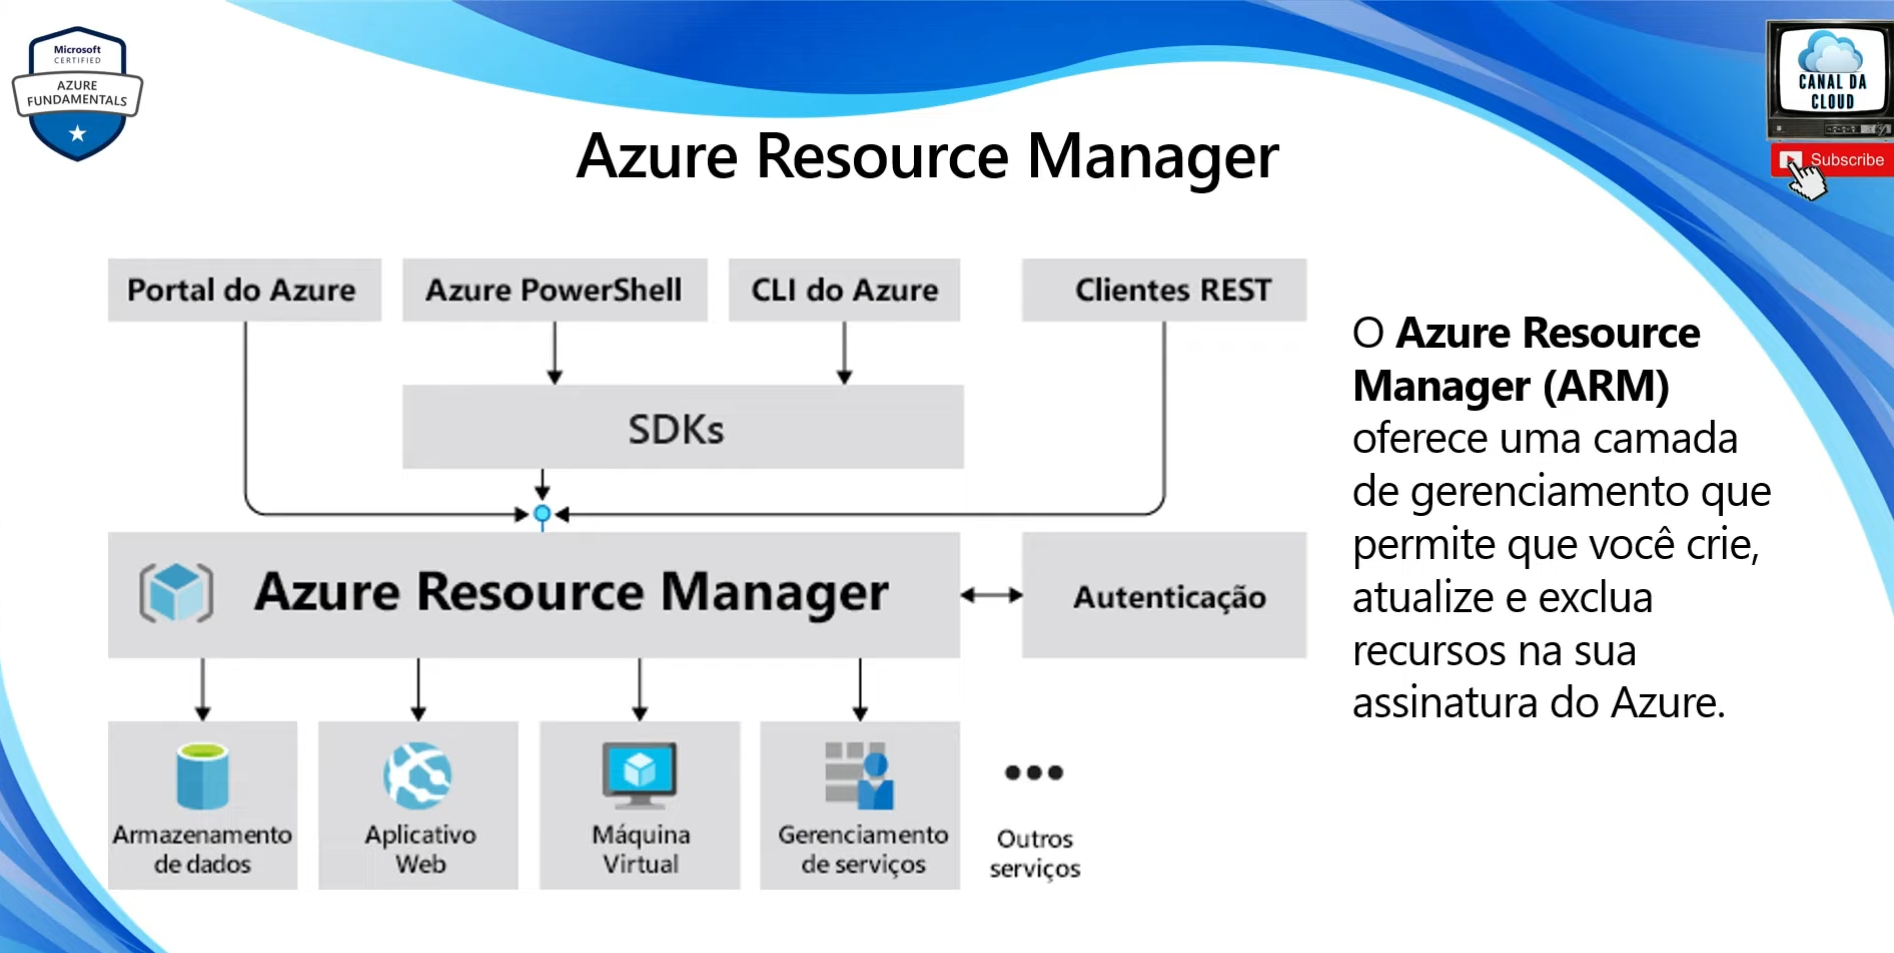 Microsoft
CERTIFIED
AZURE
FUNDAMENTALS
CANAL DA
CLOUD
Subscribe
Azure Resource Manager
Portal do Azure
Azure PowerShell
CLI do Azure
Clientes REST
SDKs
Azure Resource Manager
Autenticação
Armazenamento
de dados
Aplicativo
Web
Máquina
Virtual
Gerenciamento
de serviços
Outros
serviços
O Azure Resource
Manager (ARM)
oferece uma camada
de gerenciamento que
permite que você crie,
atualize e exclua
recursos na sua
assinatura do Azure.